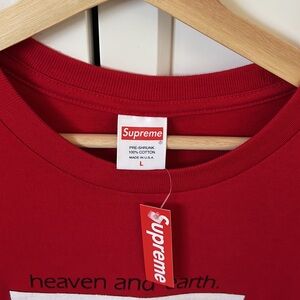 Supreme
PRE-SHRUNK
100% COTTON
MADE IN U.S.A.
L
Supreme
heaven and earth.